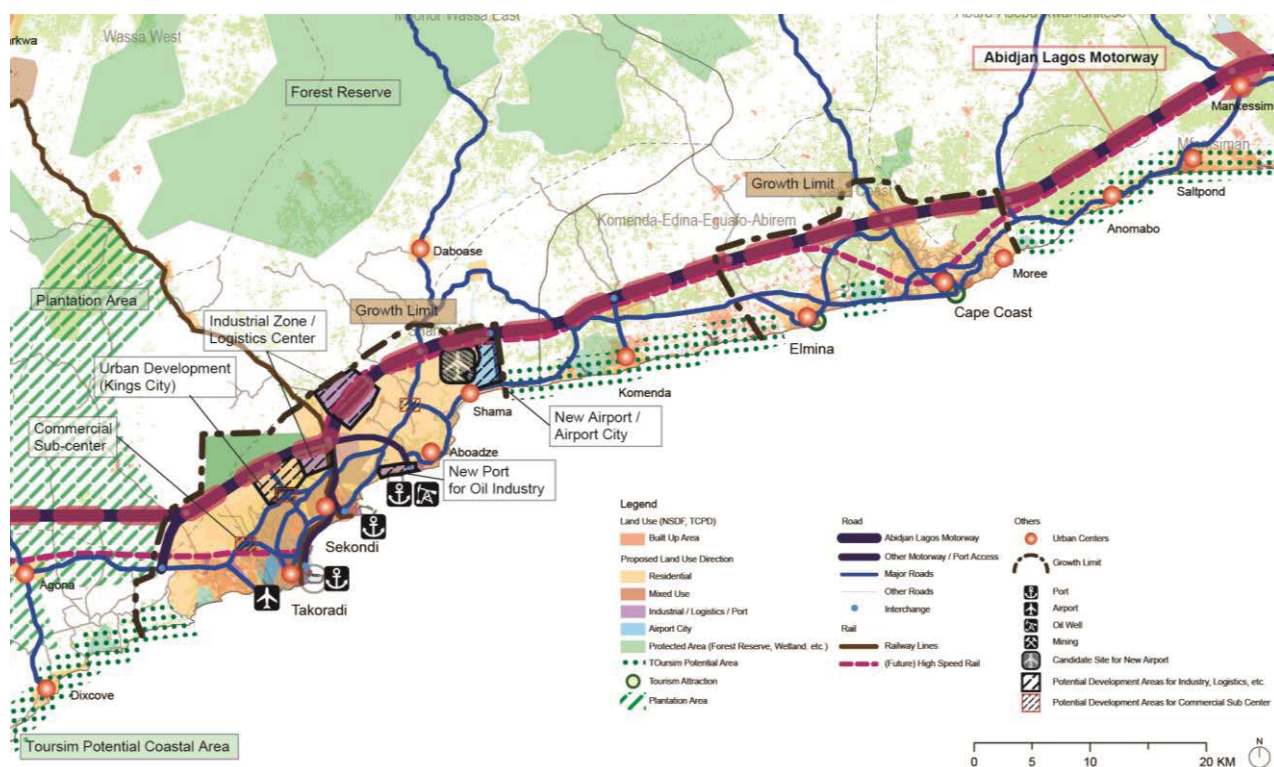 Wassa West
Forest Reserve
Abidjan Lagos Motorway
Mankessim
Growth Limit
Saltpond
Komenda-Edina-Eguafo-Abirem
Anomabo
Daboase
Moree
Plantation Area
Industrial Zone /
Logistics Center
Growth Limit
Cape Coast
Urban Development
(Kings City)
Elmina
Komenda
Shama
Commercial
Sub-center
New Airport /
Airport City
Aboadze
New Port
for Oil Industry
Sekondi
Agona
Takoradi
Dixcove
Toursim Potential Coastal Area
Legend
Land Use (NSDF, TCPD)
Built Up Area
Proposed Land Use Direction
Residential
Mixed Use
Industrial / Logistics / Port
Airport City
Protected Area (Forest Reserve, Welland. etc.)
TOursim Potential Area
Tourism Attraction
Plantation Area
Road
Abidjan Lagos Motorway
Other Motorway / Port Access
Major Roads
Other Roads
Interchange
Rail
Railway Lines
(Future) High Speed Rail
Others
Urban Centers
Growth Limit
Port
Airport
Oil Well
Mining
Candidate Site for New Airport
Potential Development Areas for Industry, Logistics, etc.
Potential Development Areas for Commercial Sub Center
N
0 5 10 20 KM